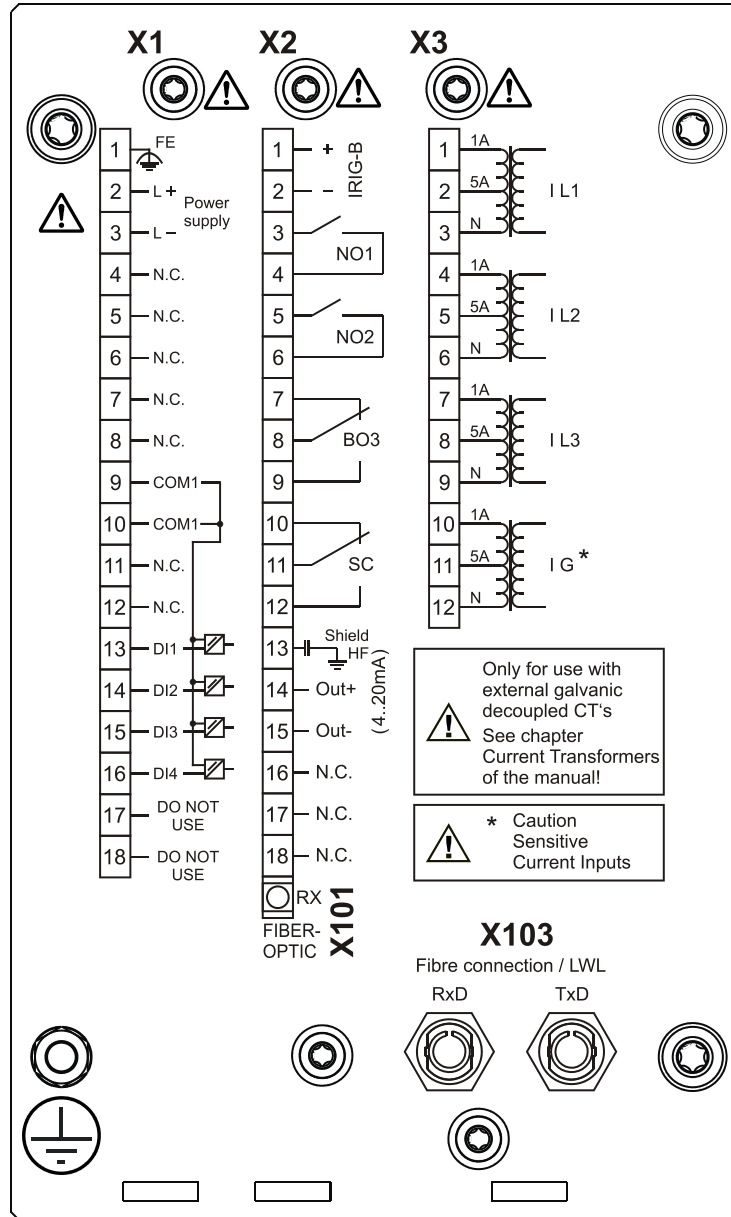 X1 X2 X3
1 FE
2 L+
Power
supply
3 L−
4 N.C.
5 N.C.
6 N.C.
7 N.C.
8 N.C.
9 COM1
10 COM1
11 N.C.
12 N.C.
13 DI1
14 DI2
15 DI3
16 DI4
17 DO NOT
USE
18 DO NOT
USE
1 +
2 −
IRIG-B
3
4
NO1
5
6
NO2
7
8 BO3
9
10
11 SC
12
13 Shield
HF
14 Out+
15 Out-
(4..20mA)
16 N.C.
17 N.C.
18 N.C.
RX
FIBER-
OPTIC
X101
1 1A
2 5A I L1
3 N
4 1A
5 5A I L2
6 N
7 1A
8 5A I L3
9 N
10 1A
11 5A I G*
12 N
Only for use with
external galvanic
decoupled CT‘s
See chapter
Current Transformers
of the manual!
* Caution
Sensitive
Current Inputs
X103
Fibre connection / LWL
RxD TxD